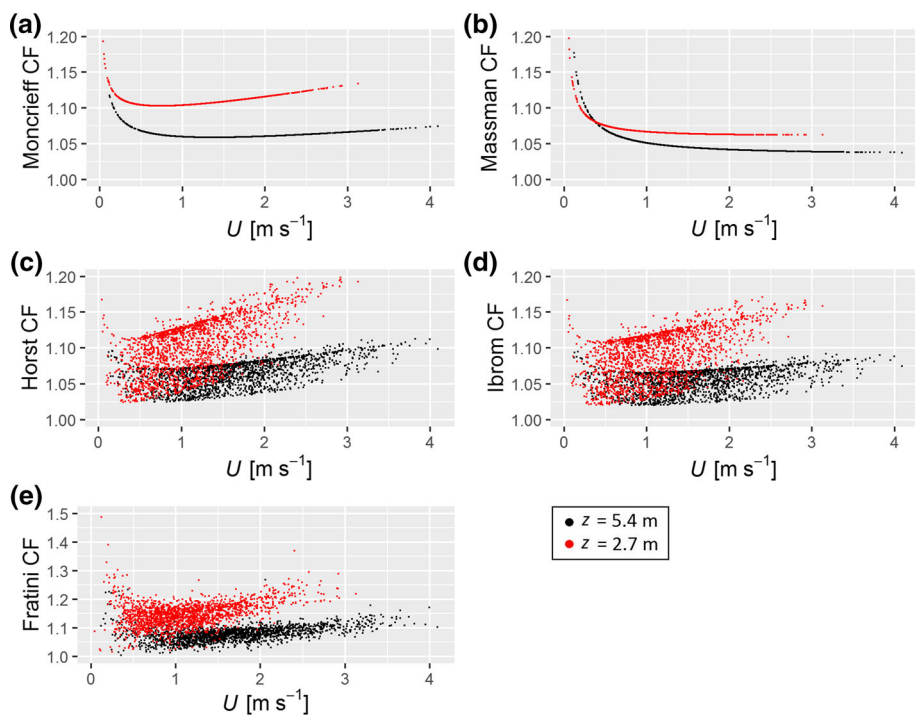 (a)
Moncrieff CF
1.20
1.15
1.10
1.05
1.00
0 1 2 3 4
U [m s⁻¹]
(b)
Massman CF
1.20
1.15
1.10
1.05
1.00
0 1 2 3 4
U [m s⁻¹]
(c)
Horst CF
1.20
1.15
1.10
1.05
1.00
0 1 2 3 4
U [m s⁻¹]
(d)
Ibrom CF
1.20
1.15
1.10
1.05
1.00
0 1 2 3 4
U [m s⁻¹]
(e)
Fratini CF
1.5
1.4
1.3
1.2
1.1
1.0
0 1 2 3 4
U [m s⁻¹]
z = 5.4 m
z = 2.7 m